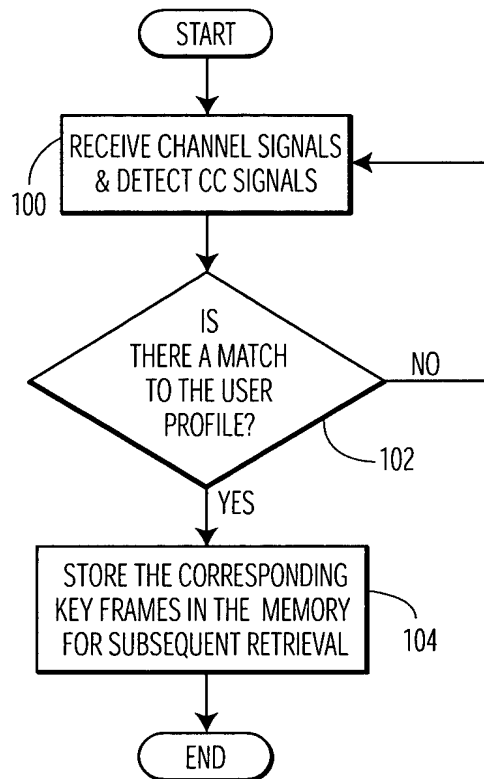 START
RECEIVE CHANNEL SIGNALS
& DETECT CC SIGNALS
100
IS
THERE A MATCH
TO THE USER
PROFILE?
NO
102
YES
STORE THE CORRESPONDING
KEY FRAMES IN THE MEMORY
FOR SUBSEQUENT RETRIEVAL
104
END